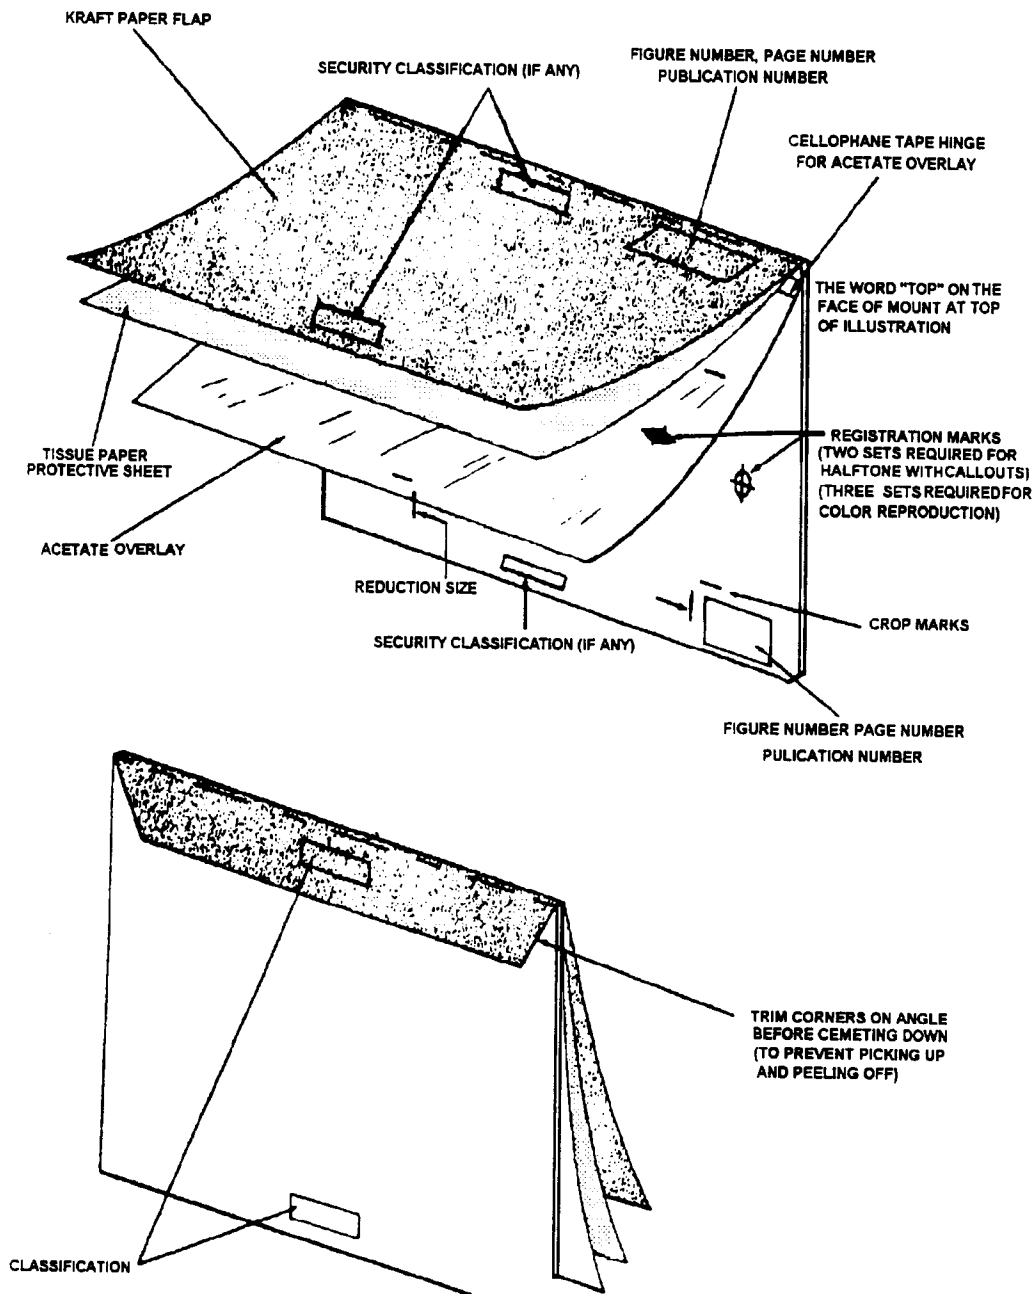 KRAFT PAPER FLAP
SECURITY CLASSIFICATION (IF ANY)
FIGURE NUMBER, PAGE NUMBER
PUBLICATION NUMBER
CELLOPHANE TAPE HINGE
FOR ACETATE OVERLAY
THE WORD "TOP" ON THE
FACE OF MOUNT AT TOP
OF ILLUSTRATION
REGISTRATION MARKS
(TWO SETS REQUIRED FOR
HALFTONE WITH CALLOUTS)
(THREE SETS REQUIRED FOR
COLOR REPRODUCTION)
TISSUE PAPER
PROTECTIVE SHEET
ACETATE OVERLAY
REDUCTION SIZE
SECURITY CLASSIFICATION (IF ANY)
CROP MARKS
FIGURE NUMBER PAGE NUMBER
PULICATION NUMBER
TRIM CORNERS ON ANGLE
BEFORE CEMETING DOWN
(TO PREVENT PICKING UP
AND PEELING OFF)
CLASSIFICATION